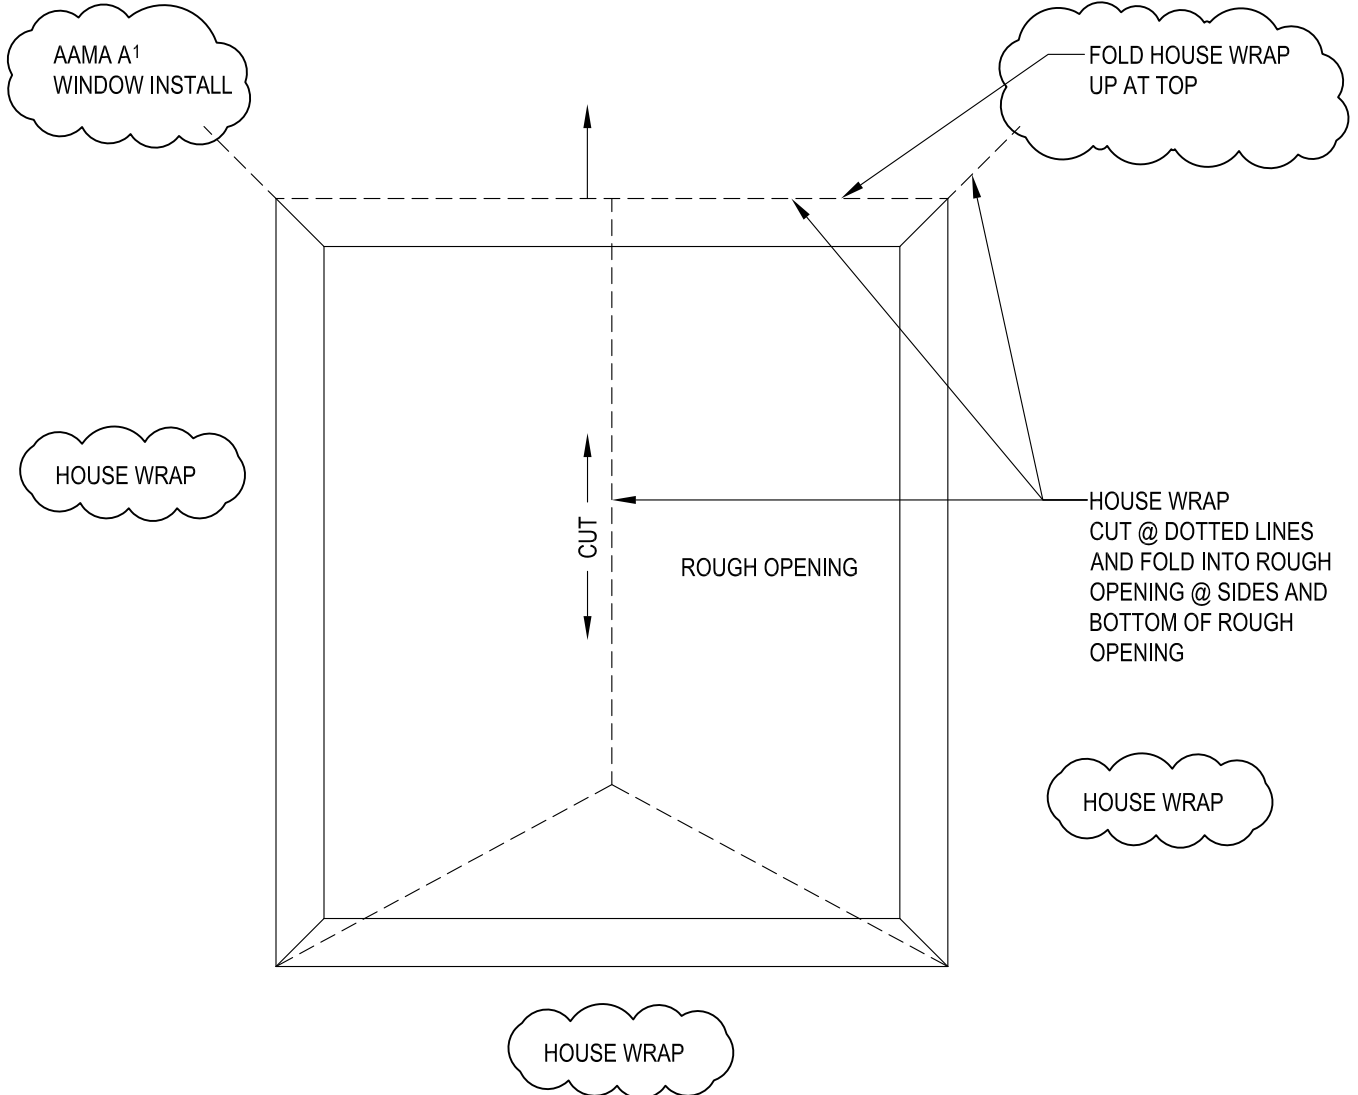 AAMA A¹
WINDOW INSTALL
FOLD HOUSE WRAP
UP AT TOP
HOUSE WRAP
CUT
ROUGH OPENING
HOUSE WRAP
CUT @ DOTTED LINES
AND FOLD INTO ROUGH
OPENING @ SIDES AND
BOTTOM OF ROUGH
OPENING
HOUSE WRAP
HOUSE WRAP